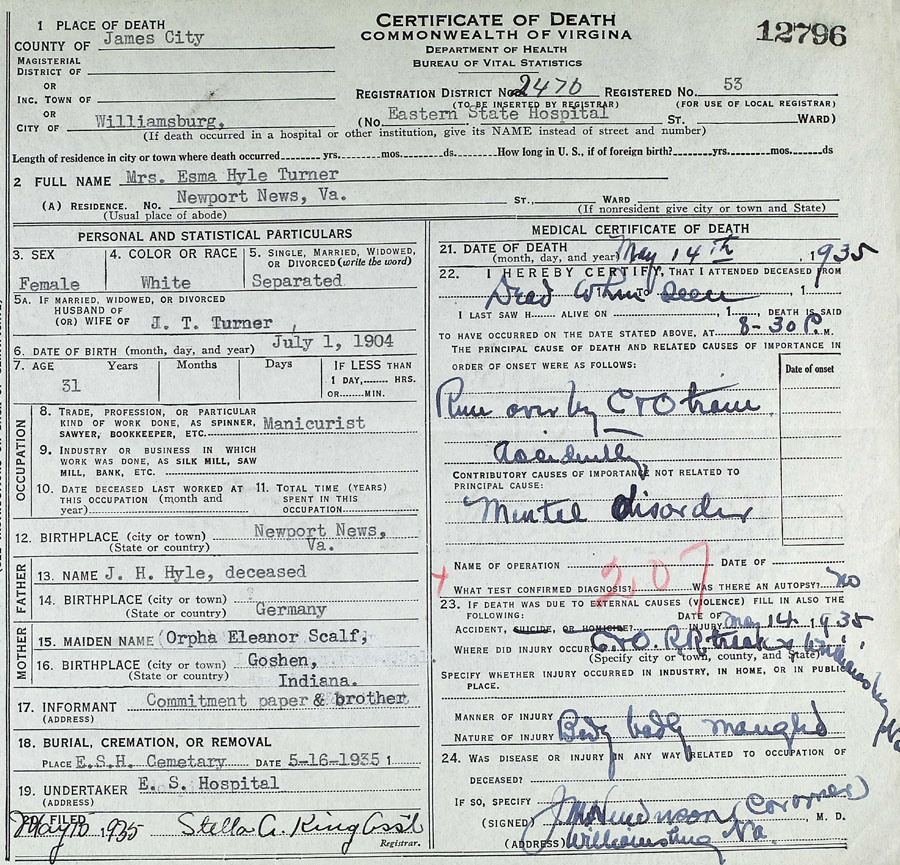 1 PLACE OF DEATH
COUNTY OF James City
MAGISTERIAL
DISTRICT OF
OR
INC. TOWN OF
OR
CITY OF Williamsburg,
CERTIFICATE OF DEATH
COMMONWEALTH OF VIRGINA
DEPARTMENT OF HEALTH
BUREAU OF VITAL STATISTICS
12796
REGISTRATION DISTRICT NO. 2470 REGISTERED NO. 53
(TO BE INSERTED BY REGISTRAR) (FOR USE OF LOCAL REGISTRAR)
(No. Eastern State Hospital ST. WARD)
(If death occurred in a hospital or other institution, give its NAME instead of street and number)
Length of residence in city or town where death occurred yrs. mos. ds. How long in U. S., if of foreign birth? yrs. mos. ds
2 FULL NAME Mrs. Esma Hyle Turner
(A) RESIDENCE. No. Newport News, Va. ST., WARD
(Usual place of abode) (If nonresident give city or town and State)
PERSONAL AND STATISTICAL PARTICULARS
3. SEX 4. COLOR OR RACE 5. SINGLE, MARRIED, WIDOWED,
OR DIVORCED (write the word)
Female White Separated
5A. IF MARRIED, WIDOWED, OR DIVORCED
HUSBAND OF
(OR) WIFE OF J. T. Turner
6. DATE OF BIRTH (month, day, and year) July 1, 1904
7. AGE Years Months Days IF LESS THAN
1 DAY, HRS.
OR MIN.
31
OCCUPATION
8. TRADE, PROFESSION, OR PARTICULAR
KIND OF WORK DONE, AS SPINNER, Manicurist
SAWYER, BOOKKEEPER, ETC.
9. INDUSTRY OR BUSINESS IN WHICH
WORK WAS DONE, AS SILK MILL, SAW
MILL, BANK, ETC.
10. DATE DECEASED LAST WORKED AT 11. TOTAL TIME (YEARS)
THIS OCCUPATION (month and SPENT IN THIS
year) OCCUPATION
12. BIRTHPLACE (city or town) Newport News,
(State or country) Va.
FATHER
13. NAME J. H. Hyle, deceased
14. BIRTHPLACE (city or town)
(State or country) Germany
MOTHER
15. MAIDEN NAME (Orpha Eleanor Scalf,
16. BIRTHPLACE (city or town) Goshen,
(State or country) Indiana.
17. INFORMANT Commitment paper & brother
(ADDRESS)
18. BURIAL, CREMATION, OR REMOVAL
PLACE E.S.H. Cemetary DATE 5-16-1935 1
19. UNDERTAKER E. S. Hospital
(ADDRESS)
20. FILED May 15 1935 Stella A. King Asst
Registrar.
MEDICAL CERTIFICATE OF DEATH
21. DATE OF DEATH
(month, day, and year) May 14th, 1935
22. I HEREBY CERTIFY, THAT I ATTENDED DECEASED FROM
Dead When seen, 1 TO , 1
I LAST SAW H ALIVE ON , 1 , DEATH IS SAID
TO HAVE OCCURRED ON THE DATE STATED ABOVE, AT 8-30 P. M.
THE PRINCIPAL CAUSE OF DEATH AND RELATED CAUSES OF IMPORTANCE IN
ORDER OF ONSET WERE AS FOLLOWS:
Date of onset
Run over by C&O train
Accidentally
CONTRIBUTORY CAUSES OF IMPORTANCE NOT RELATED TO
PRINCIPAL CAUSE:
Mental disorder
NAME OF OPERATION DATE OF
207
WHAT TEST CONFIRMED DIAGNOSIS? WAS THERE AN AUTOPSY? No
23. IF DEATH WAS DUE TO EXTERNAL CAUSES (VIOLENCE) FILL IN ALSO THE
FOLLOWING: DATE OF
ACCIDENT, SUICIDE, OR HOMICIDE? INJURY May 14, 1935
WHERE DID INJURY OCCUR? C&O. R.R. track Williamsburg Va
(Specify city or town, county, and State)
SPECIFY WHETHER INJURY OCCURRED IN INDUSTRY, IN HOME, OR IN PUBLIC
PLACE.
MANNER OF INJURY
NATURE OF INJURY Body badly mangled
24. WAS DISEASE OR INJURY IN ANY WAY RELATED TO OCCUPATION OF
DECEASED?
IF SO, SPECIFY
(SIGNED) (Coroner) M. D.
(ADDRESS) Williamsburg Va.